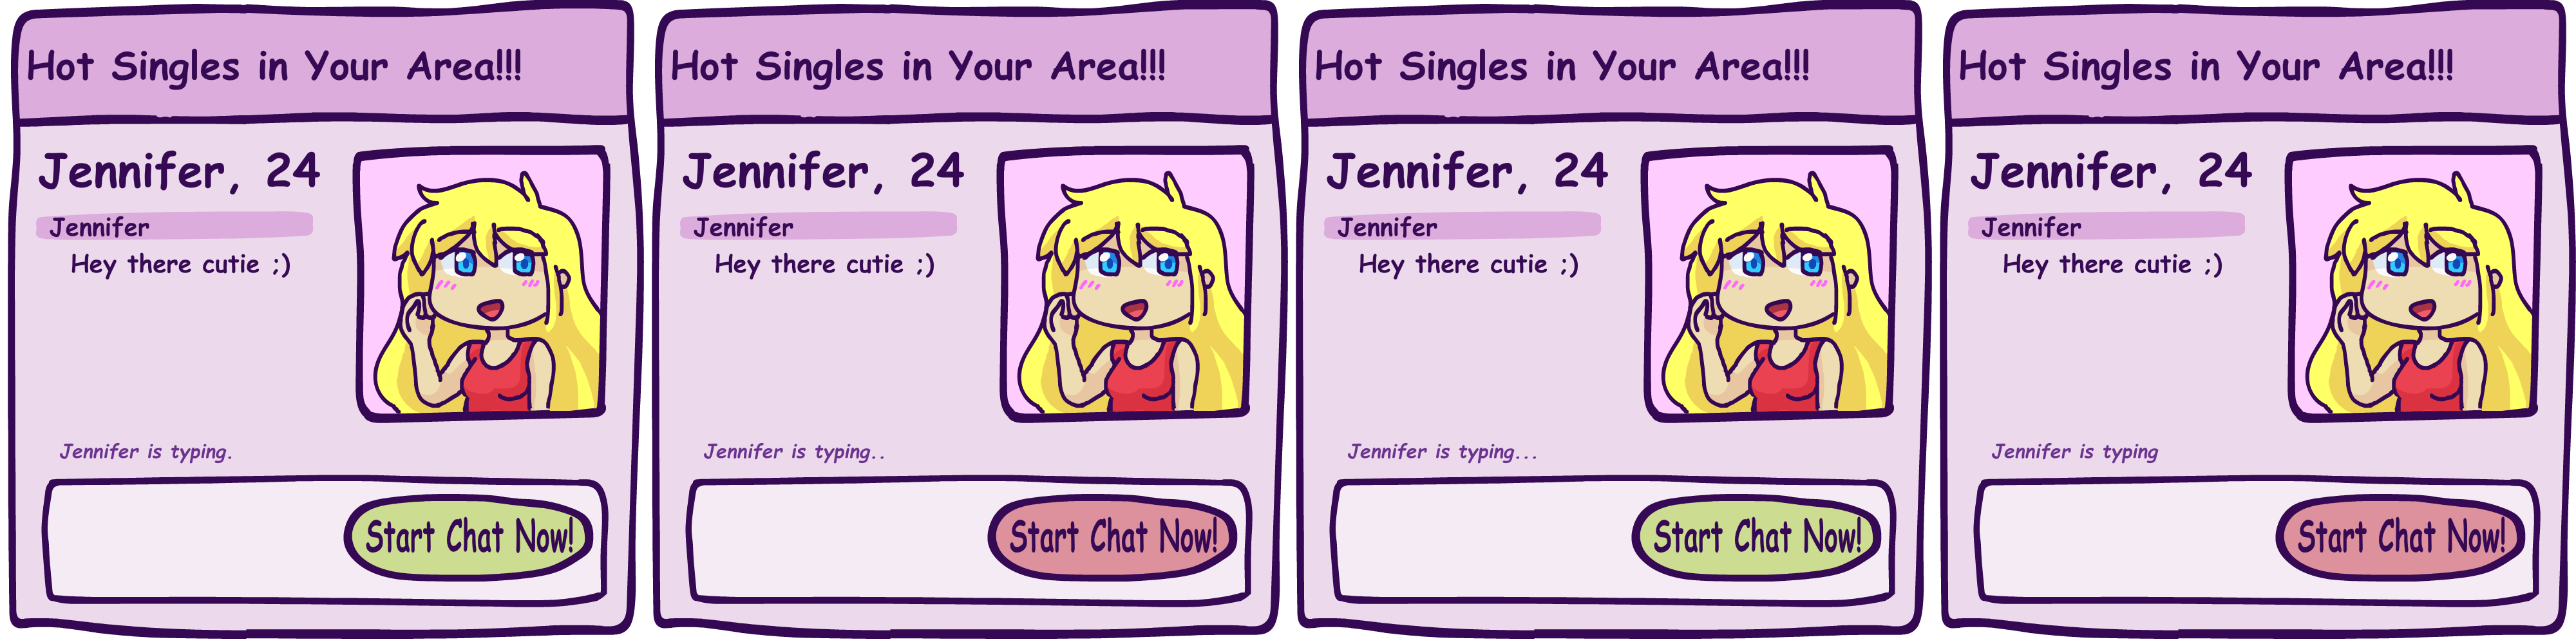 Hot Singles in Your Area!!!
Jennifer, 24
Jennifer
Hey there cutie ;)
Jennifer is typing.
Start Chat Now!
Hot Singles in Your Area!!!
Jennifer, 24
Jennifer
Hey there cutie ;)
Jennifer is typing..
Start Chat Now!
Hot Singles in Your Area!!!
Jennifer, 24
Jennifer
Hey there cutie ;)
Jennifer is typing...
Start Chat Now!
Hot Singles in Your Area!!!
Jennifer, 24
Jennifer
Hey there cutie ;)
Jennifer is typing
Start Chat Now!